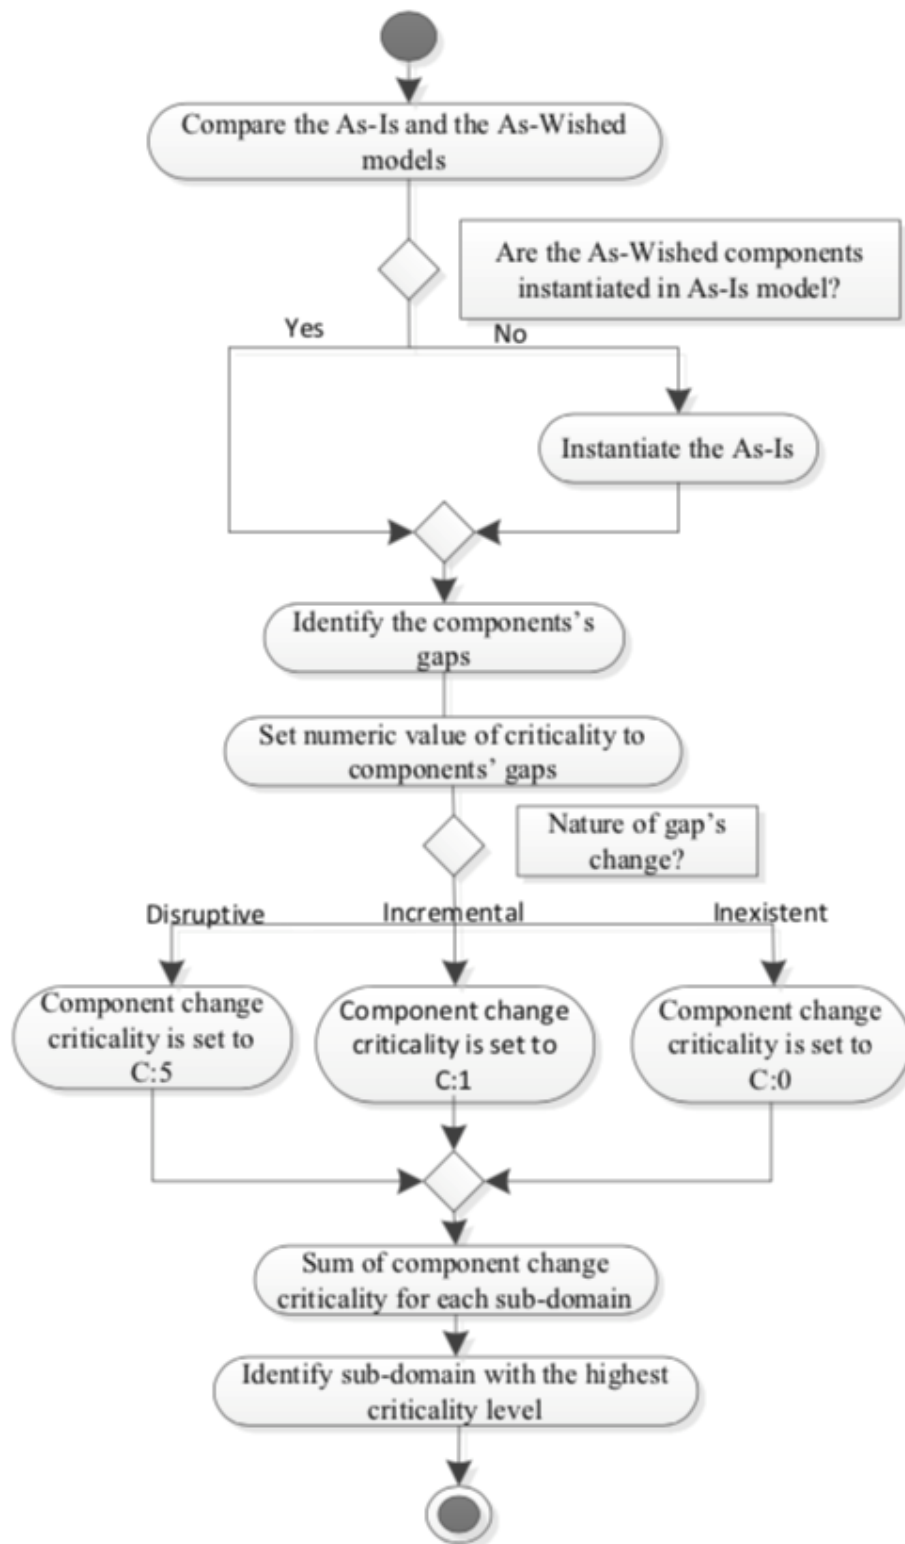 Compare the As-Is and the As-Wished
models
Are the As-Wished components
instantiated in As-Is model?
Yes
No
Instantiate the As-Is
Identify the components's
gaps
Set numeric value of criticality to
components' gaps
Nature of gap's
change?
Disruptive
Incremental
Inexistent
Component change
criticality is set to
C:5
Component change
criticality is set to
C:1
Component change
criticality is set to
C:0
Sum of component change
criticality for each sub-domain
Identify sub-domain with the highest
criticality level